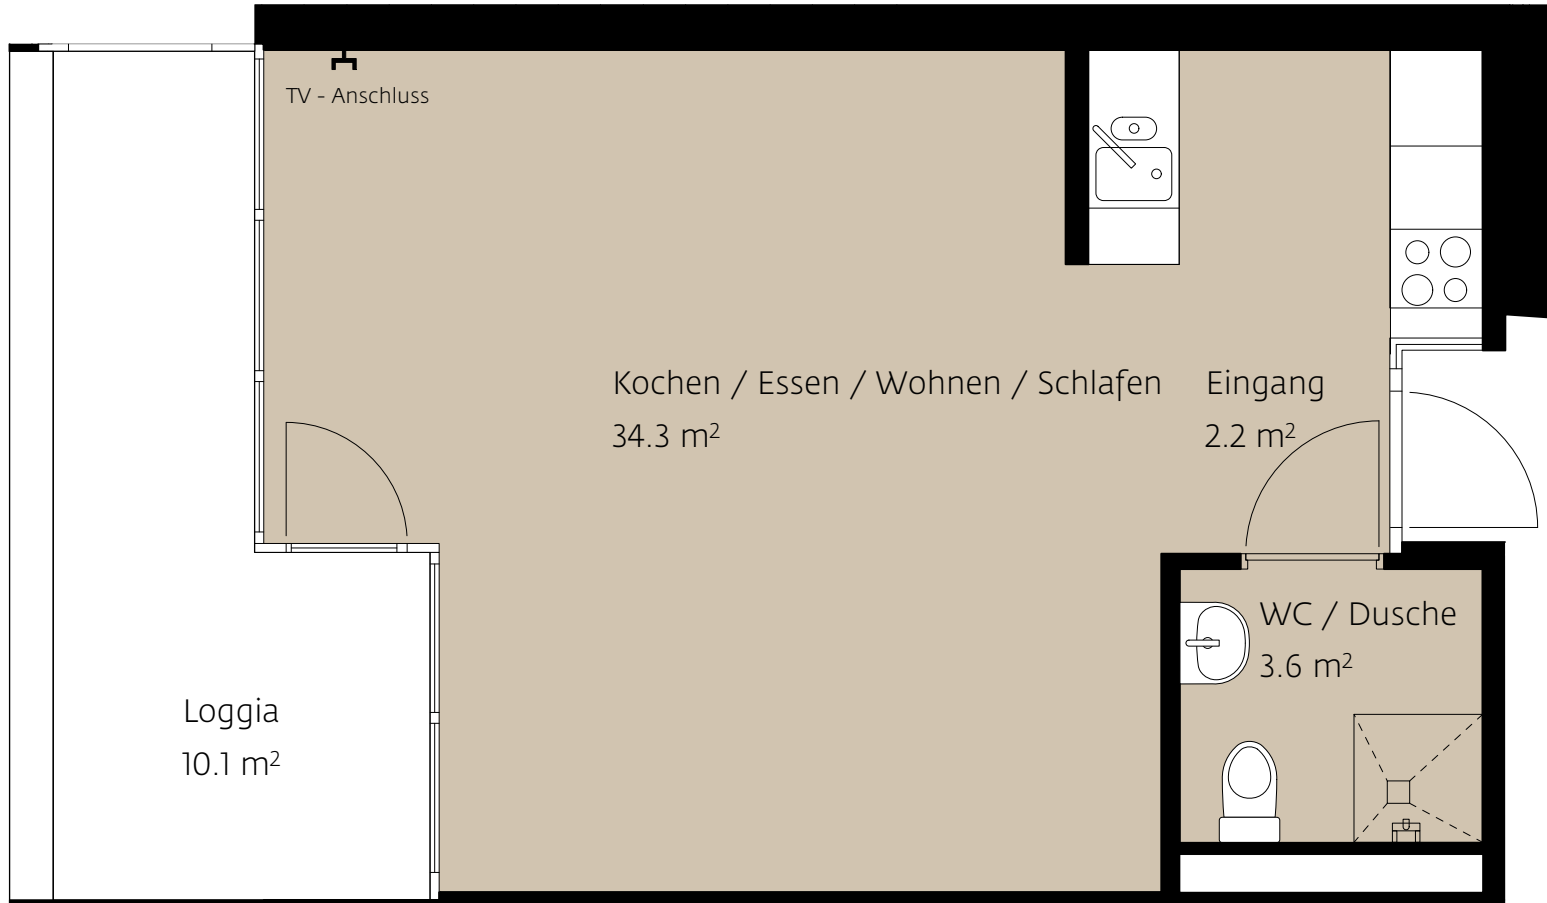 TV - Anschluss
Kochen / Essen / Wohnen / Schlafen
34.3 m²
Eingang
2.2 m²
WC / Dusche
3.6 m²
Loggia
10.1 m²